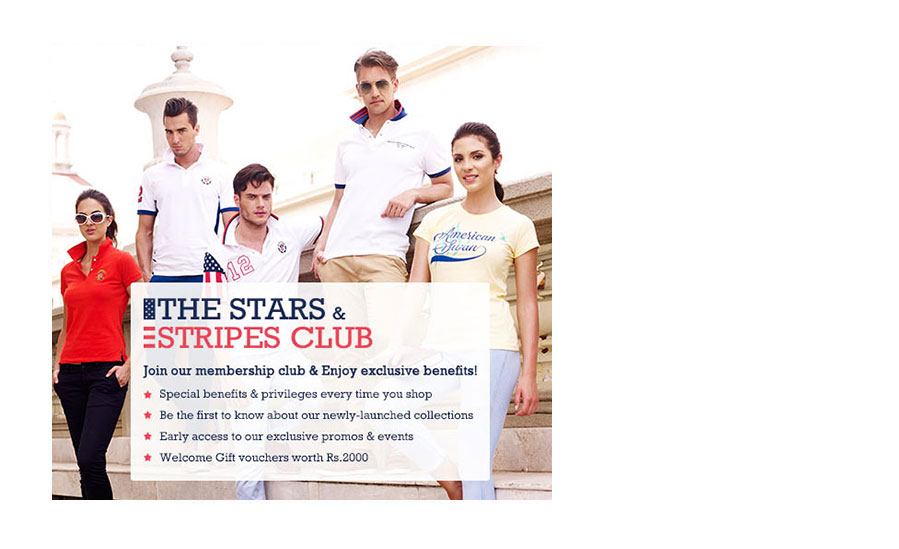 American
Swan
12
2
THE STARS &
STRIPES CLUB
Join our membership club & Enjoy exclusive benefits!
Special benefits & privileges every time you shop
Be the first to know about our newly-launched collections
Early access to our exclusive promos & events
Welcome Gift vouchers worth Rs.2000